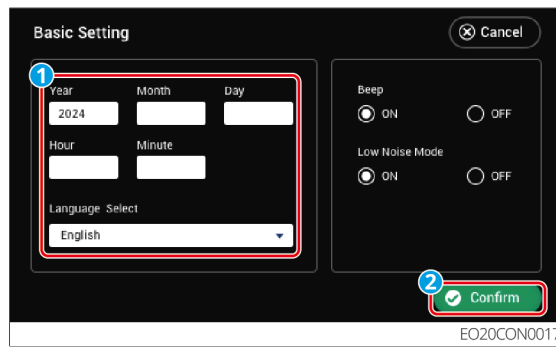 Basic Setting
Cancel
1
Year Month Day
2024
Hour Minute
Language Select
English
Beep
ON OFF
Low Noise Mode
ON OFF
2
Confirm
EO20CON0017